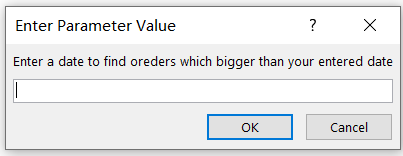 Enter Parameter Value
Enter a date to find oreders which bigger than your entered date
OK Cancel